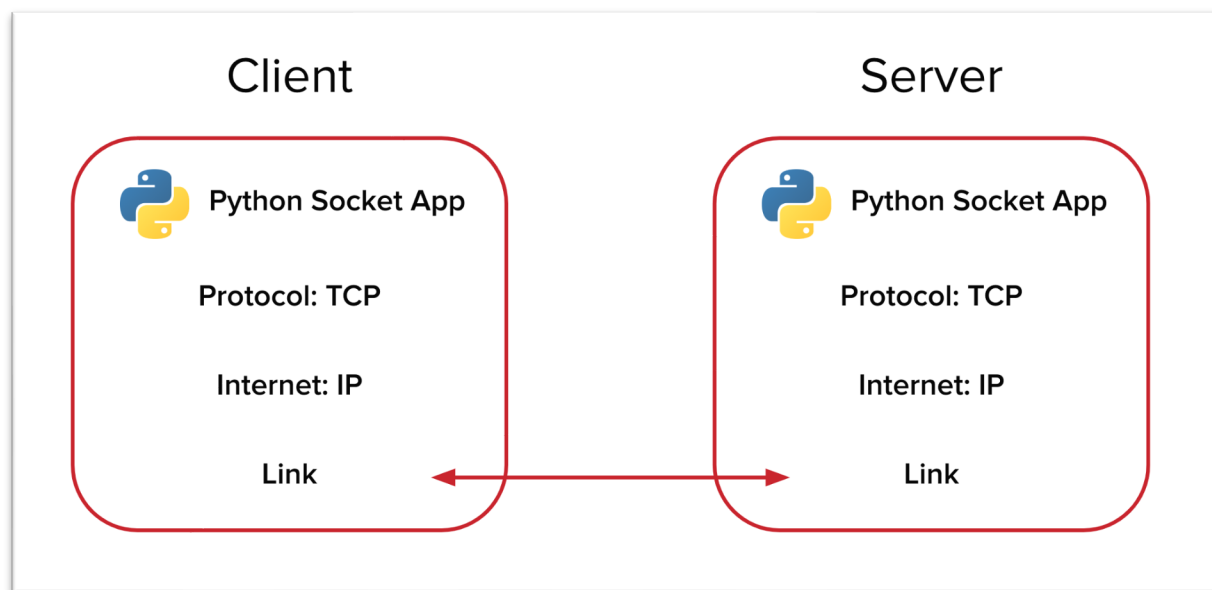 Client
Python Socket App
Protocol: TCP
Internet: IP
Link
Server
Python Socket App
Protocol: TCP
Internet: IP
Link